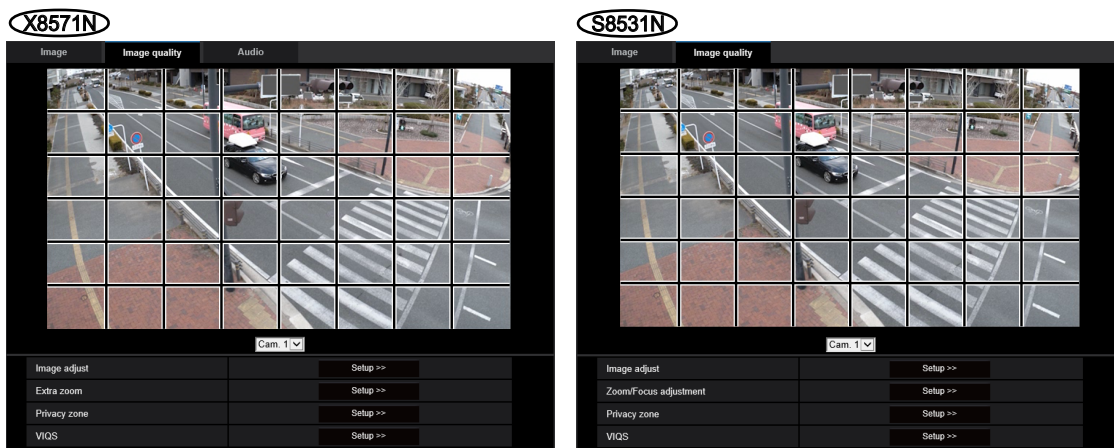 X8571N
Image Image quality Audio
Cam. 1
Image adjust Setup >>
Extra zoom Setup >>
Privacy zone Setup >>
VIQS Setup >>
S8531N
Image Image quality
Cam. 1
Image adjust Setup >>
Zoom/Focus adjustment Setup >>
Privacy zone Setup >>
VIQS Setup >>